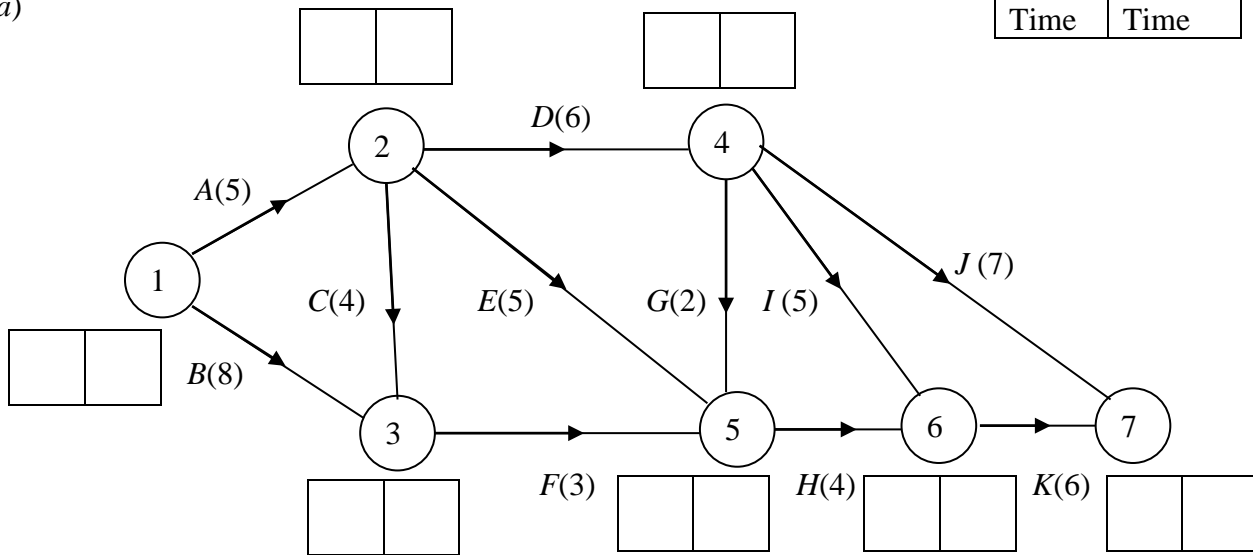 a)
Time Time
D(6)
2
4
A(5)
J (7)
1
C(4)
E(5)
G(2)
I (5)
B(8)
3
5
6
7
F(3)
H(4)
K(6)